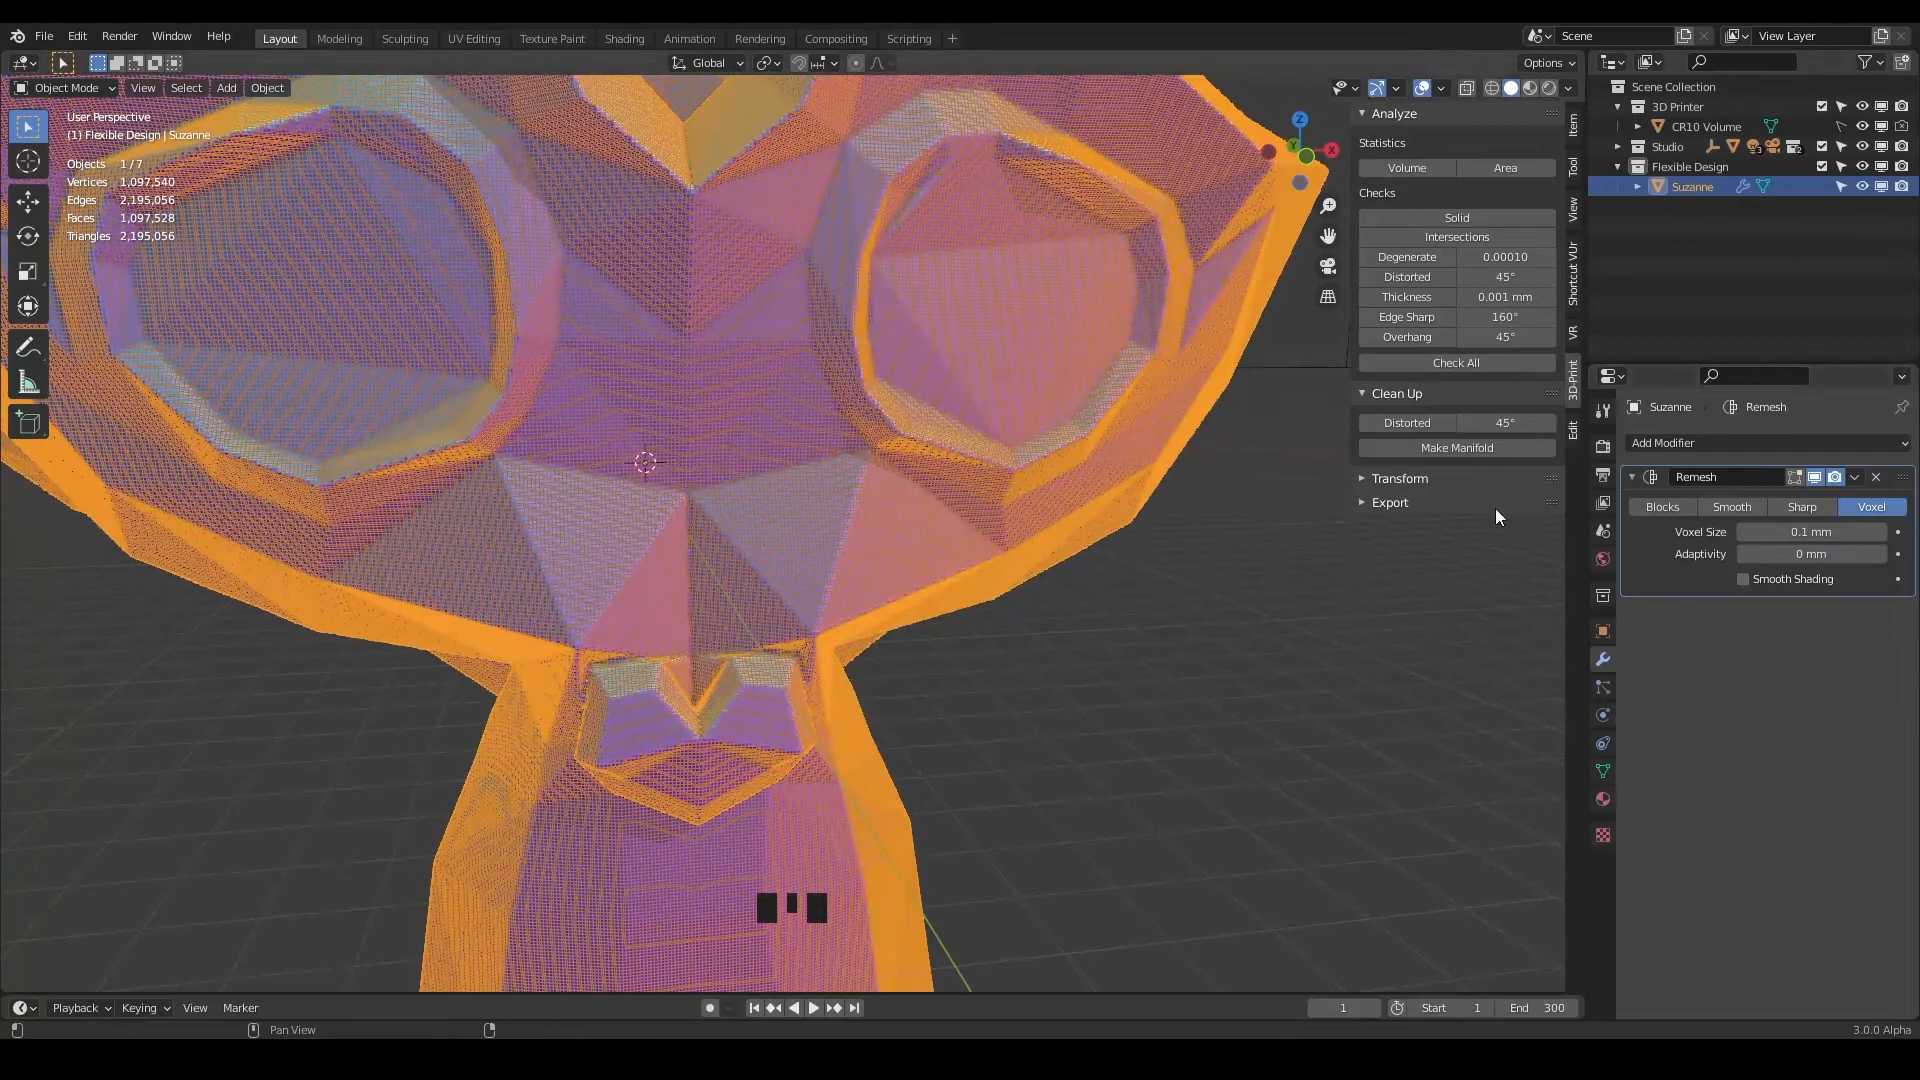 File Edit Render Window Help Layout Modeling Sculpting UV Editing Texture Paint Shading Animation Rendering Compositing Scripting Scene View Layer
Global Options
Object Mode View Select Add Object
User Perspective
(1) Flexible Design | Suzanne
Objects 1/7
Vertices 1,097,540
Edges 2,195,056
Faces 1,097,528
Triangles 2,195,056
Z
Y
X
Analyze
Statistics
Volume Area
Checks
Solid
Intersections
Degenerate 0.00010
Distorted 45°
Thickness 0.001 mm
Edge Sharp 160°
Overhang 45°
Check All
Clean Up
Distorted 45°
Make Manifold
Transform
Export
Item
Tool
View
Shortcut VUr
VR
3D-Print
Edit
Scene Collection
3D Printer
CR10 Volume
Studio
Flexible Design
Suzanne
Suzanne Remesh
Add Modifier
Remesh
Blocks Smooth Sharp Voxel
Voxel Size 0.1 mm
Adaptivity 0 mm
Smooth Shading
Playback Keying View Marker 1 Start 1 End 300
Pan View 3.0.0 Alpha